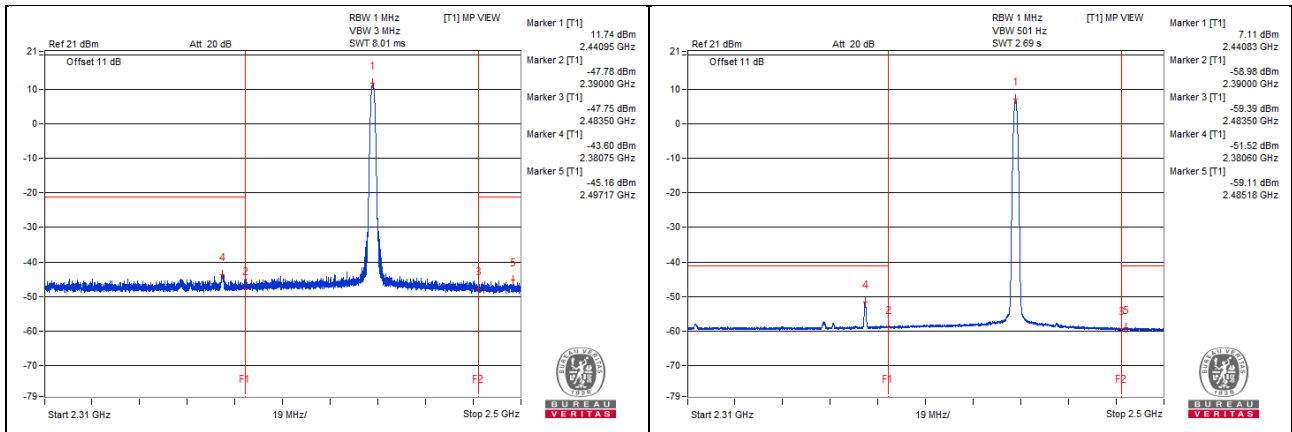 RBW 1 MHz [T1] MP VIEW
VBW 3 MHz
Ref 21 dBm Att 20 dB SWT 8.01 ms
Offset 11 dB
Marker 1 [T1]
11.74 dBm
2.44095 GHz
Marker 2 [T1]
-47.78 dBm
2.39000 GHz
Marker 3 [T1]
-47.75 dBm
2.48350 GHz
Marker 4 [T1]
-43.60 dBm
2.38075 GHz
Marker 5 [T1]
-45.16 dBm
2.49717 GHz
21
10
0
-10
-20
-30
-40
-50
-60
-70
-79
1
4
2
3
5
F1
F2
Start 2.31 GHz 19 MHz/ Stop 2.5 GHz
BUREAU VERITAS
1828
BUREAU
VERITAS
RBW 1 MHz [T1] MP VIEW
VBW 501 Hz
Ref 21 dBm Att 20 dB SWT 2.69 s
Offset 11 dB
Marker 1 [T1]
7.11 dBm
2.44083 GHz
Marker 2 [T1]
-58.98 dBm
2.39000 GHz
Marker 3 [T1]
-59.39 dBm
2.48350 GHz
Marker 4 [T1]
-51.52 dBm
2.38060 GHz
Marker 5 [T1]
-59.11 dBm
2.48518 GHz
21
10
0
-10
-20
-30
-40
-50
-60
-70
-79
1
4
2
3
5
F1
F2
Start 2.31 GHz 19 MHz/ Stop 2.5 GHz
BUREAU VERITAS
1828
BUREAU
VERITAS